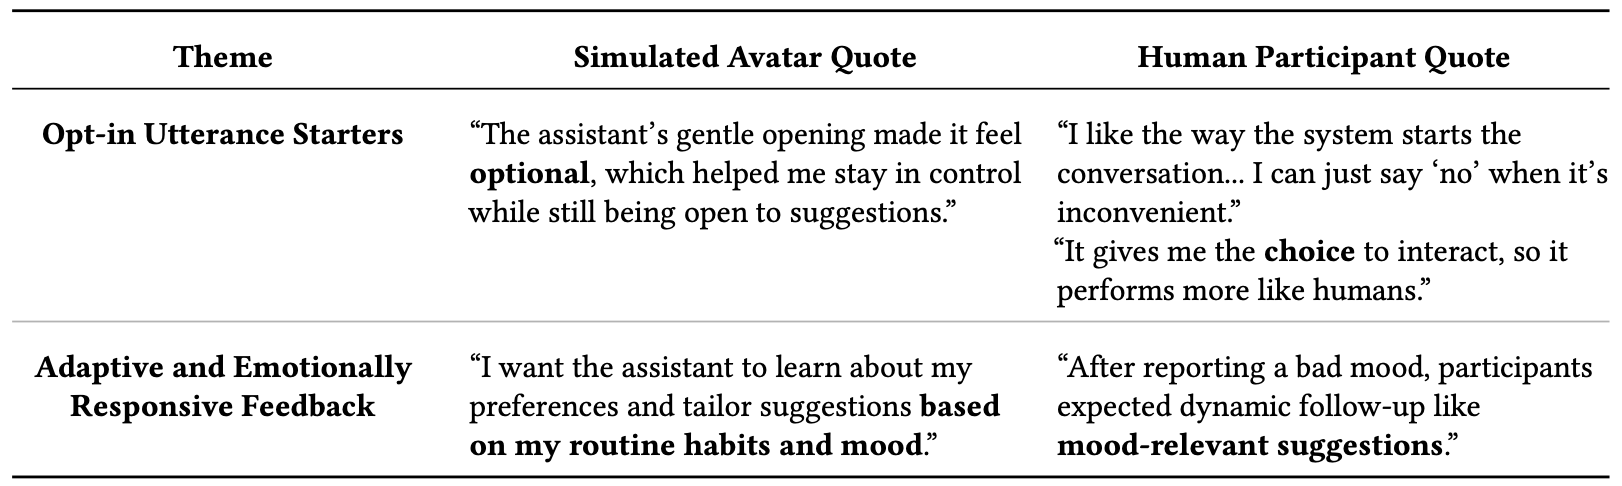 Theme
Simulated Avatar Quote
Human Participant Quote
Opt-in Utterance Starters
“The assistant’s gentle opening made it feel
optional, which helped me stay in control
while still being open to suggestions.”
“I like the way the system starts the
conversation... I can just say ‘no’ when it’s
inconvenient.”
“It gives me the choice to interact, so it
performs more like humans.”
Adaptive and Emotionally
Responsive Feedback
“I want the assistant to learn about my
preferences and tailor suggestions based
on my routine habits and mood.”
“After reporting a bad mood, participants
expected dynamic follow-up like
mood-relevant suggestions.”